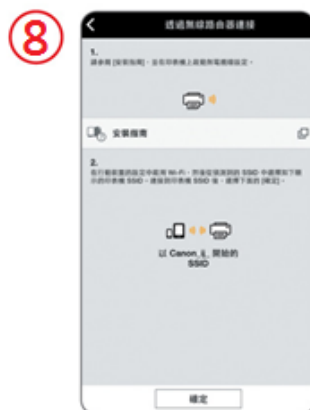 ⑧
透過無線路由器連接
1.
請參閱 [安裝指南]，並在印表機上啟動無電纜線設定。
安裝指南
2.
在行動裝置的設定中啟用 Wi-Fi，然後從偵測到的 SSID 中選擇如下顯
示的印表機 SSID。連接到印表機 SSID 後，選擇下面的 [確定]。
以 Canon_ij_ 開始的
SSID
確定